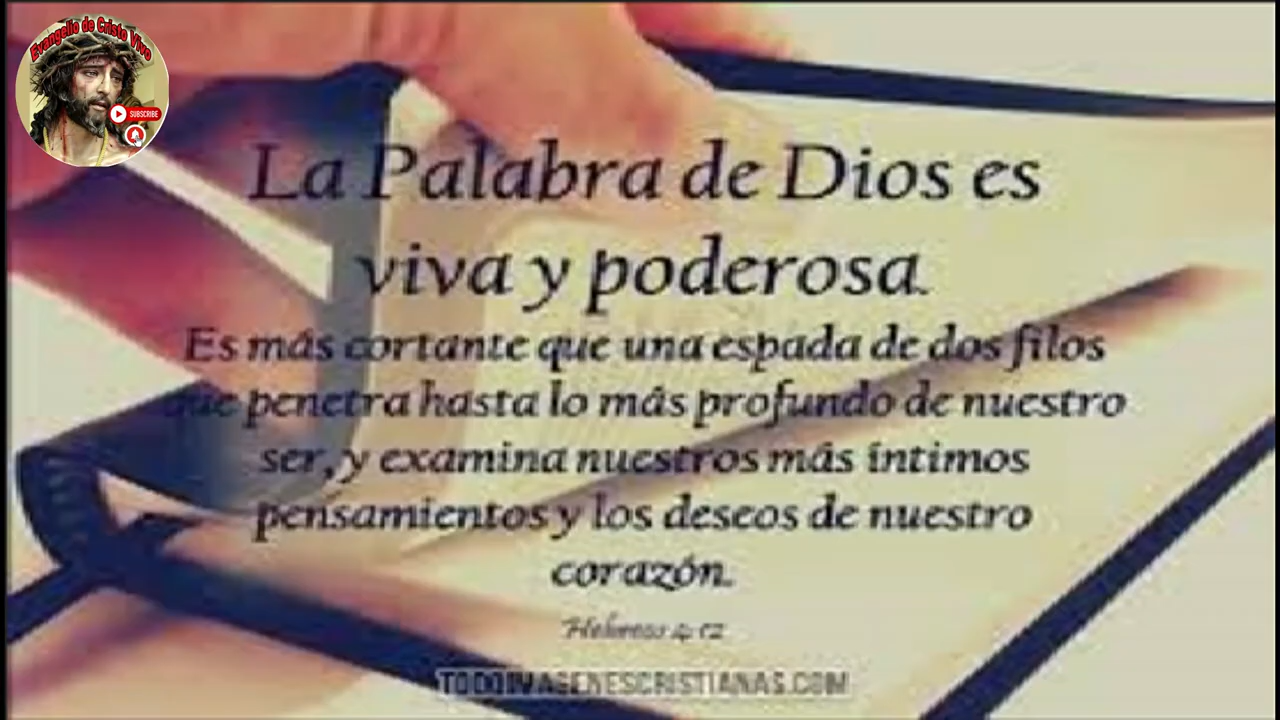 Evangelio de Cristo Vivo
SUBSCRIBE
La Palabra de Dios es
viva y poderosa.
Es más cortante que una espada de dos filos
que penetra hasta lo más profundo de nuestro
ser, y examina nuestros más íntimos
pensamientos y los deseos de nuestro
corazón.
Hebreos 4:12
TODOIMAGENESCRISTIANAS.COM